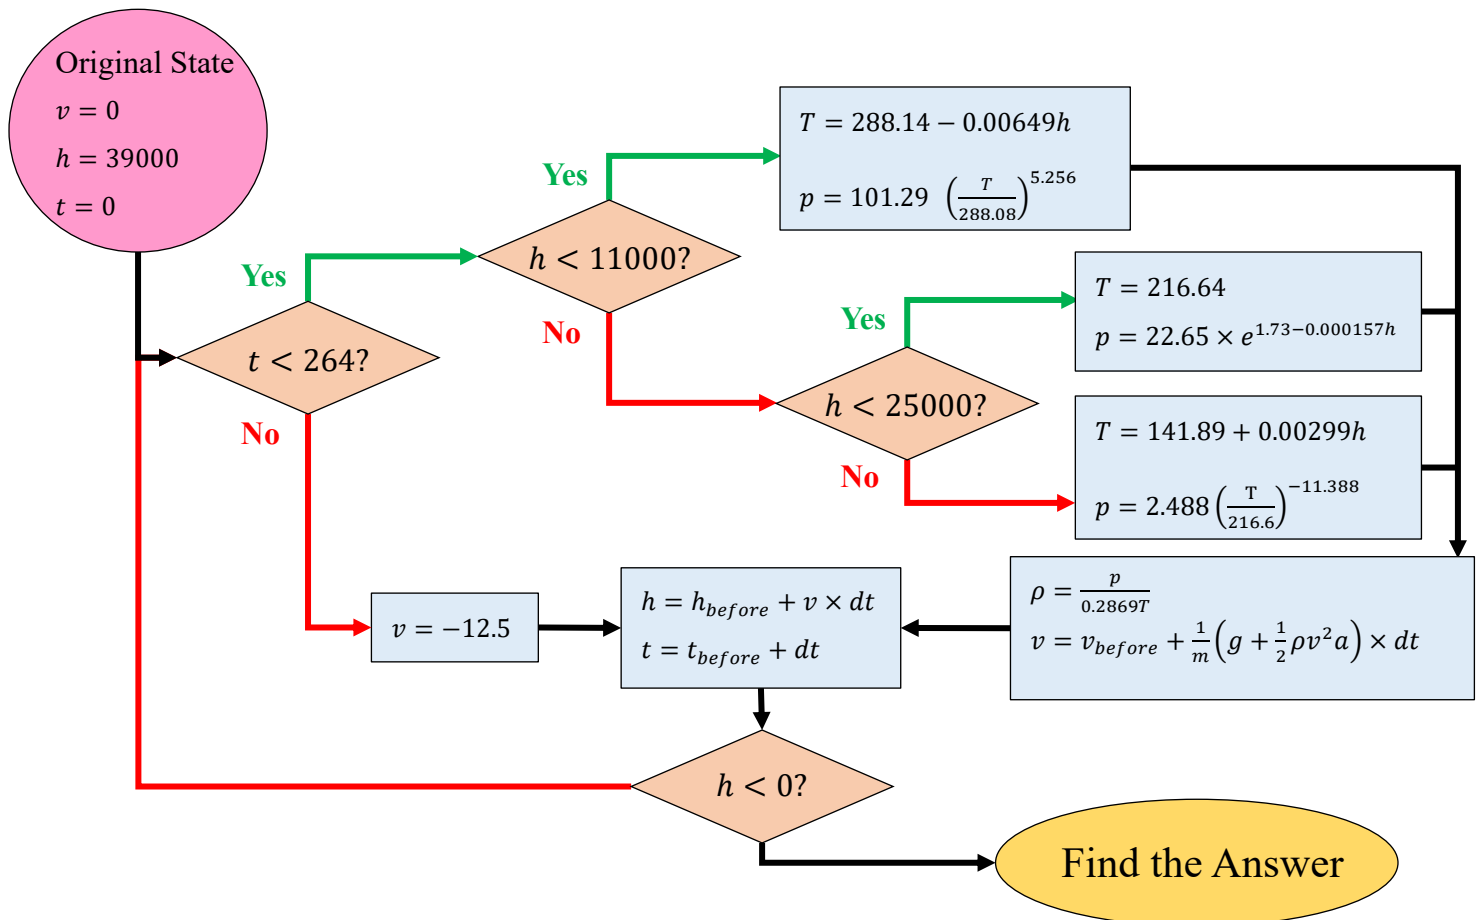 Original State
v = 0
h = 39000
t = 0
t < 264?
Yes
No
h < 11000?
Yes
No
T = 288.14 − 0.00649h
p = 101.29 (T/288.08)^5.256
h < 25000?
Yes
No
T = 216.64
p = 22.65 × e^{1.73−0.000157h}
T = 141.89 + 0.00299h
p = 2.488 (T/216.6)^−11.388
ρ = p/0.2869T
v = v_before + 1/m (g + 1/2 ρv²a) × dt
v = −12.5
h = h_before + v × dt
t = t_before + dt
h < 0?
Find the Answer